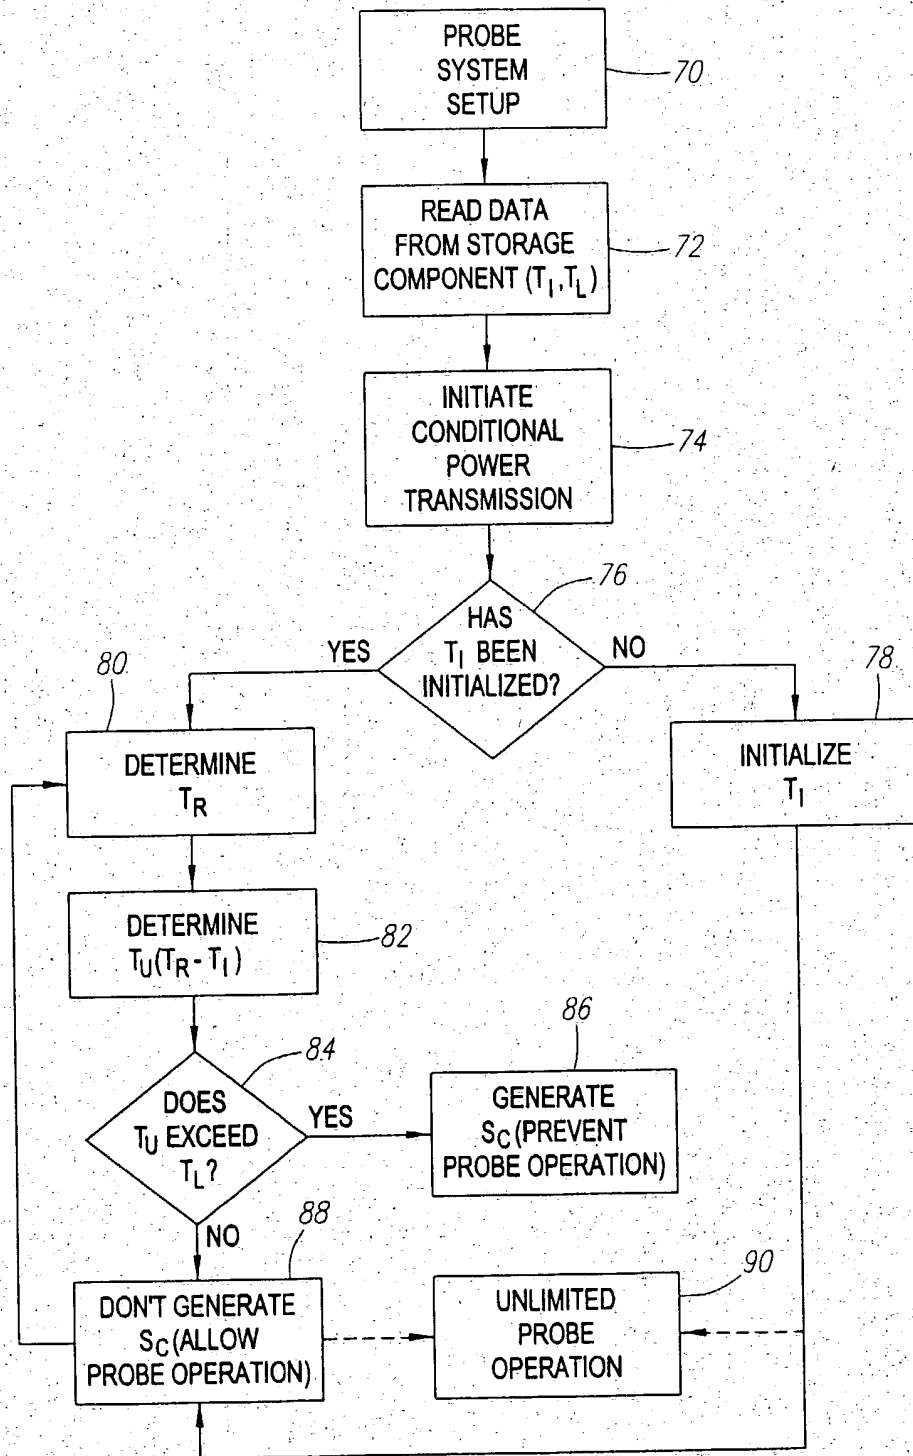 PROBE
SYSTEM
SETUP
70
READ DATA
FROM STORAGE
COMPONENT (T_I, T_L)
72
INITIATE
CONDITIONAL
POWER
TRANSMISSION
74
76
HAS
T_I BEEN
INITIALIZED?
YES
NO
80
DETERMINE
T_R
78
INITIALIZE
T_I
DETERMINE
T_U(T_R - T_I)
82
84
DOES
T_U EXCEED
T_L?
YES
NO
86
GENERATE
S_C (PREVENT
PROBE OPERATION)
88
DON'T GENERATE
S_C (ALLOW
PROBE OPERATION)
90
UNLIMITED
PROBE
OPERATION